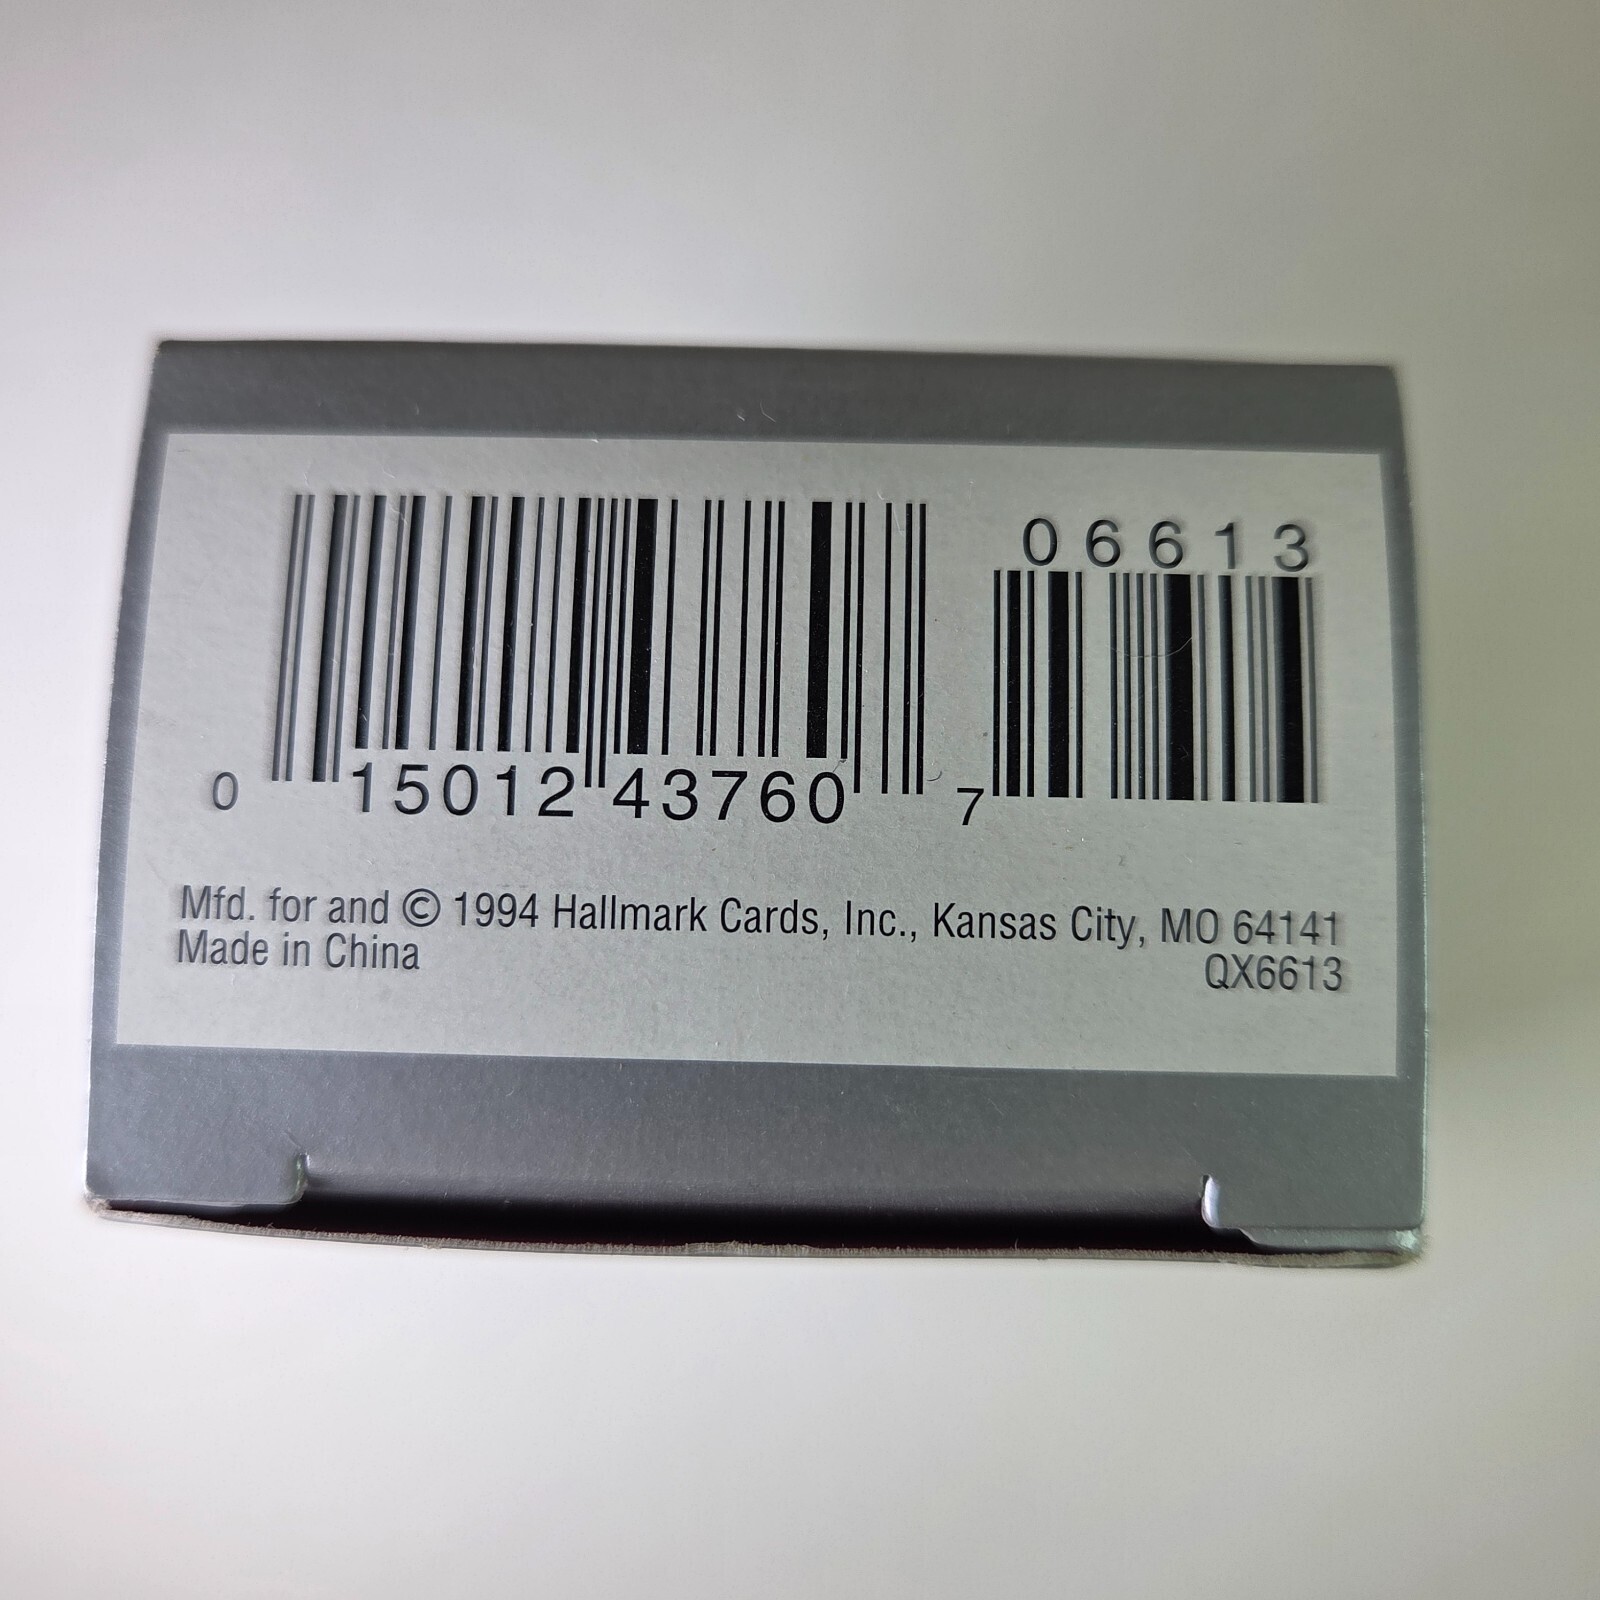 06613
0 15012 43760 7
Mfd. for and © 1994 Hallmark Cards, Inc., Kansas City, MO 64141
Made in China QX6613